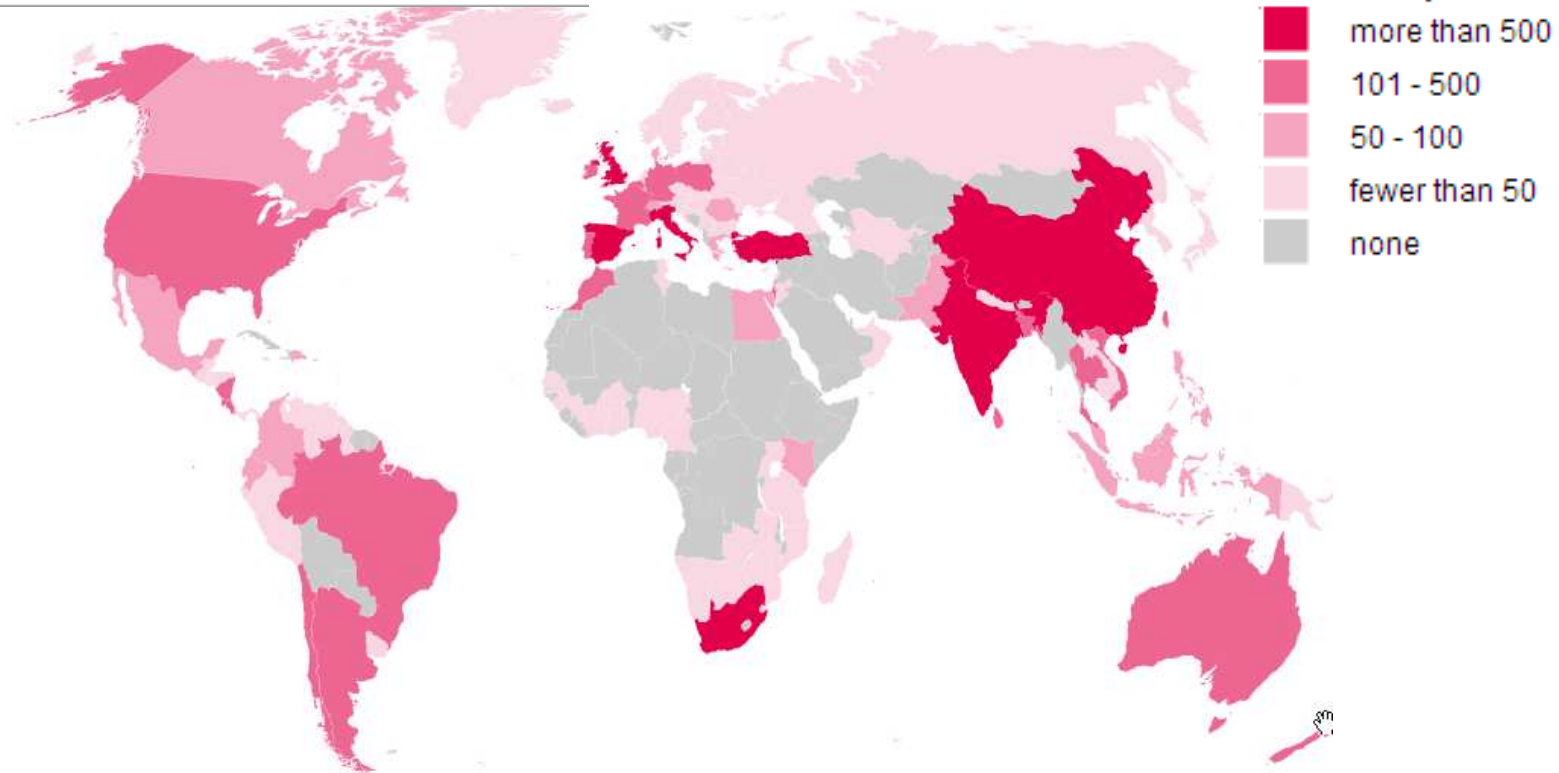 more than 500
101 - 500
50 - 100
fewer than 50
none